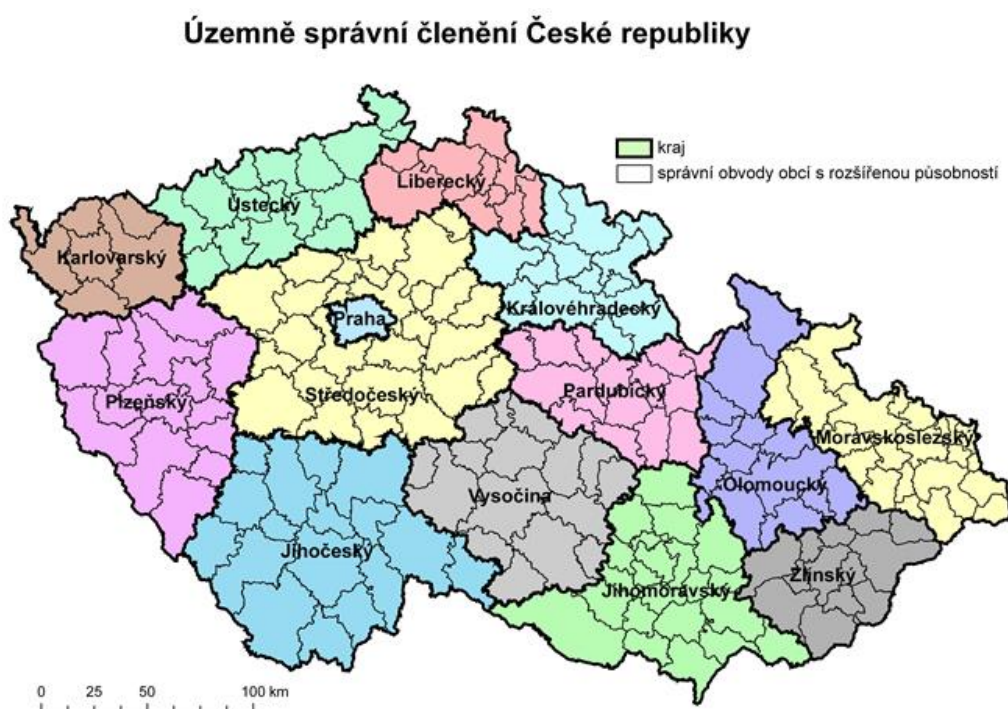 Územně správní členění České republiky
kraj
správní obvody obcí s rozšířenou působností
Liberecký
Ústecký
Karlovarský
Královéhradecký
Praha
Pardubický
Středočeský
Plzeňský
Moravskoslezský
Olomoucký
Vysočina
Jihočeský
Zlínský
Jihomoravský
0 25 50 100 km